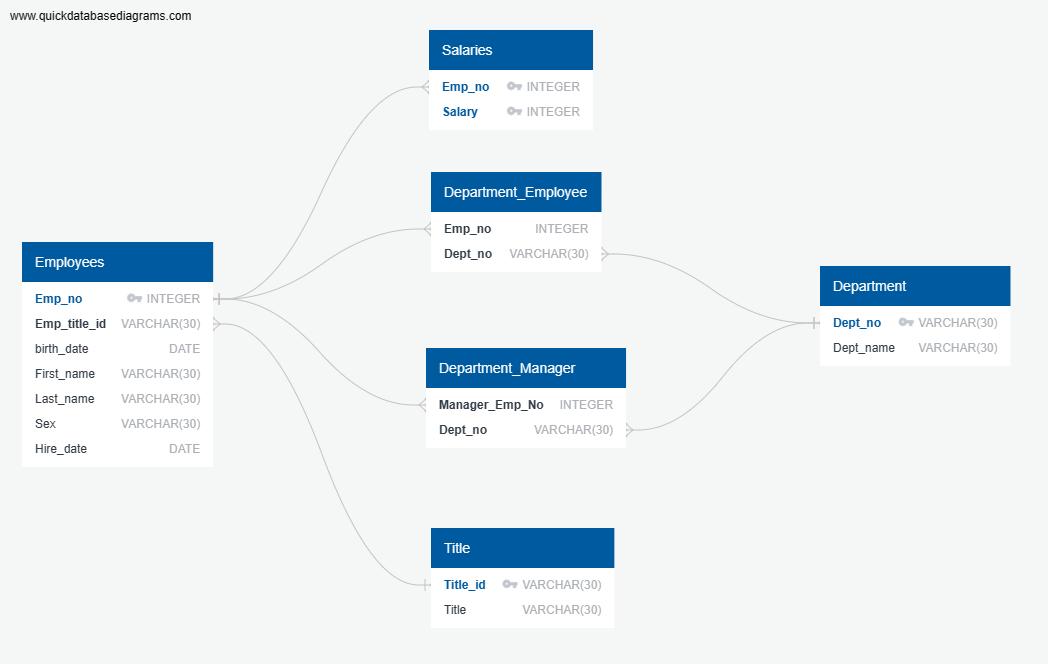 www.quickdatabasediagrams.com
Salaries
Emp_no INTEGER
Salary INTEGER
Department_Employee
Emp_no INTEGER
Dept_no VARCHAR(30)
Employees
Emp_no INTEGER
Emp_title_id VARCHAR(30)
birth_date DATE
First_name VARCHAR(30)
Last_name VARCHAR(30)
Sex VARCHAR(30)
Hire_date DATE
Department
Dept_no VARCHAR(30)
Dept_name VARCHAR(30)
Department_Manager
Manager_Emp_No INTEGER
Dept_no VARCHAR(30)
Title
Title_id VARCHAR(30)
Title VARCHAR(30)